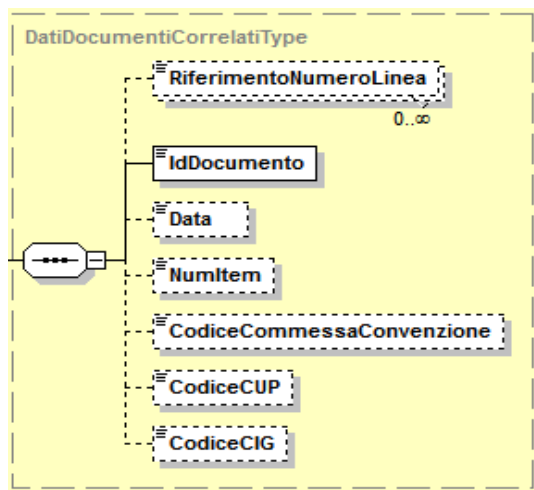 DatiDocumentiCorrelatiType
RiferimentoNumeroLinea
0..∞
IdDocumento
Data
NumItem
CodiceCommessaConvenzione
CodiceCUP
CodiceCIG